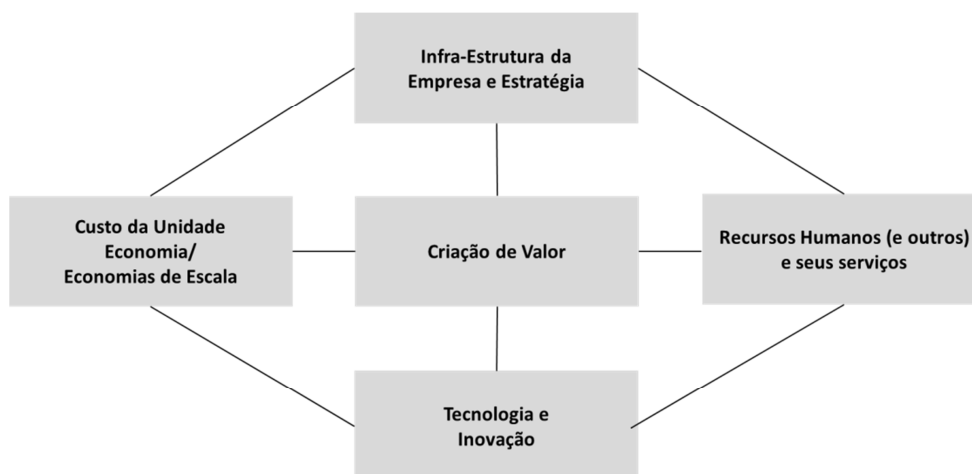 Infra-Estrutura da
Empresa e Estratégia
Custo da Unidade
Economia/
Economias de Escala
Criação de Valor
Recursos Humanos (e outros)
e seus serviços
Tecnologia e
Inovação